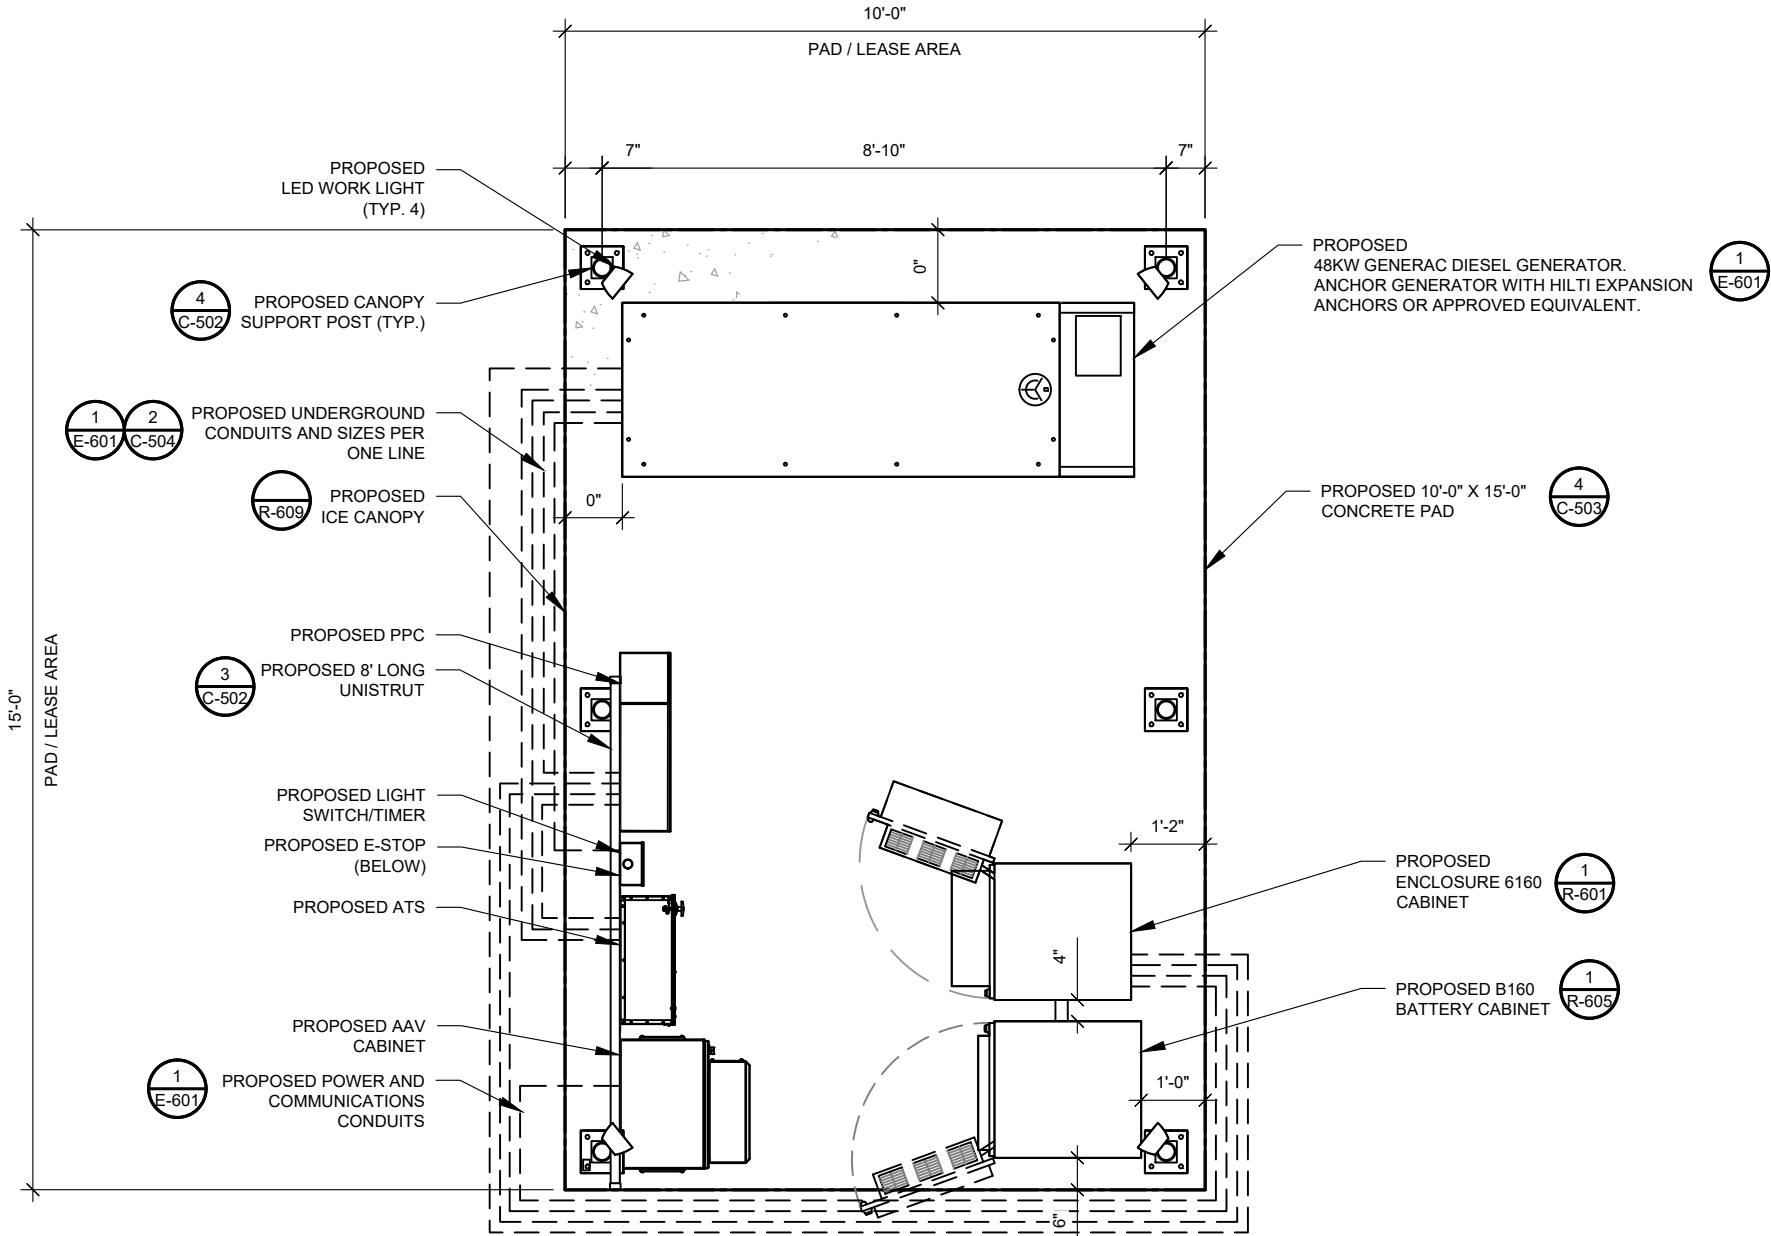 10'-0"
PAD / LEASE AREA
7"
8'-10"
7"
PROPOSED
LED WORK LIGHT
(TYP. 4)
4
C-502
PROPOSED CANOPY
SUPPORT POST (TYP.)
0"
PROPOSED
48KW GENERAC DIESEL GENERATOR.
ANCHOR GENERATOR WITH HILTI EXPANSION
ANCHORS OR APPROVED EQUIVALENT.
1
E-601
1
E-601
2
C-504
PROPOSED UNDERGROUND
CONDUITS AND SIZES PER
ONE LINE
R-609
PROPOSED
ICE CANOPY
0"
PROPOSED 10'-0" X 15'-0"
CONCRETE PAD
4
C-503
15'-0"
PAD / LEASE AREA
PROPOSED PPC
3
C-502
PROPOSED 8' LONG
UNISTRUT
PROPOSED LIGHT
SWITCH/TIMER
PROPOSED E-STOP
(BELOW)
PROPOSED ATS
1'-2"
PROPOSED
ENCLOSURE 6160
CABINET
1
R-601
4"
PROPOSED B160
BATTERY CABINET
1
R-605
PROPOSED AAV
CABINET
1
E-601
PROPOSED POWER AND
COMMUNICATIONS
CONDUITS
1'-0"
6"